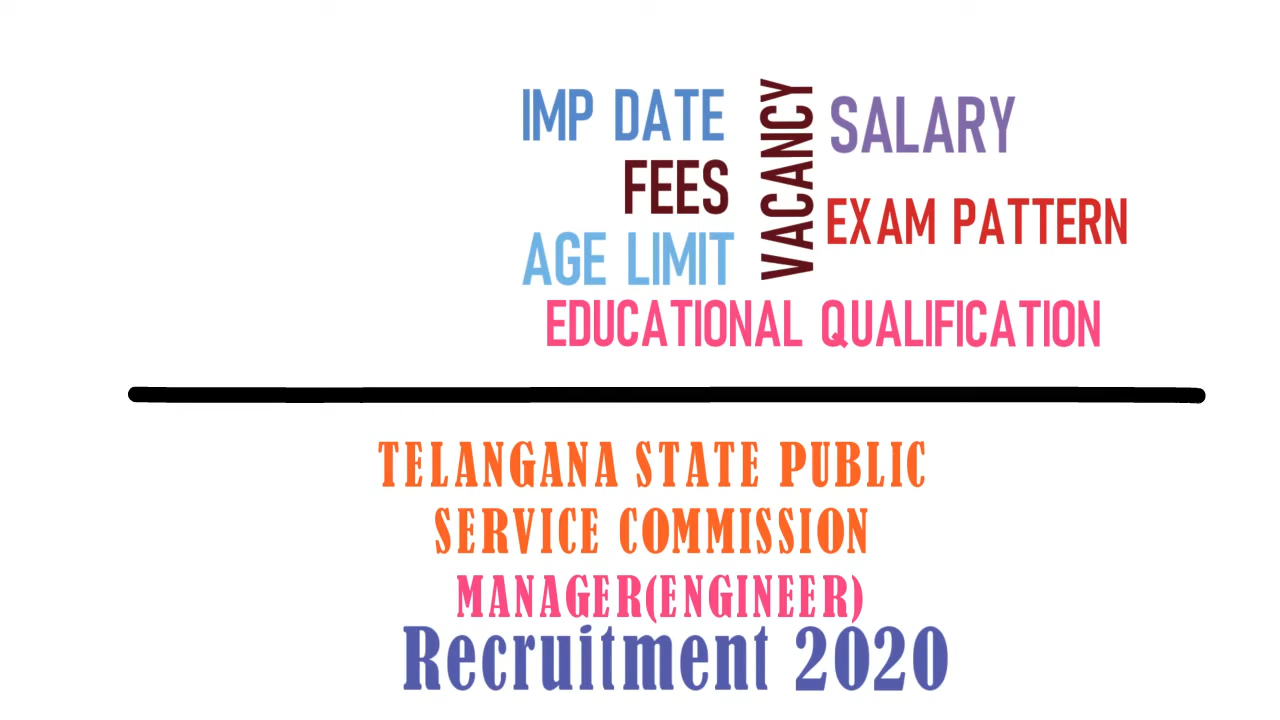 IMP DATE
FEES
AGE LIMIT
VACANCY
SALARY
EXAM PATTERN
EDUCATIONAL QUALIFICATION
TELANGANA STATE PUBLIC
SERVICE COMMISSION
MANAGER(ENGINEER)
Recruitment 2020